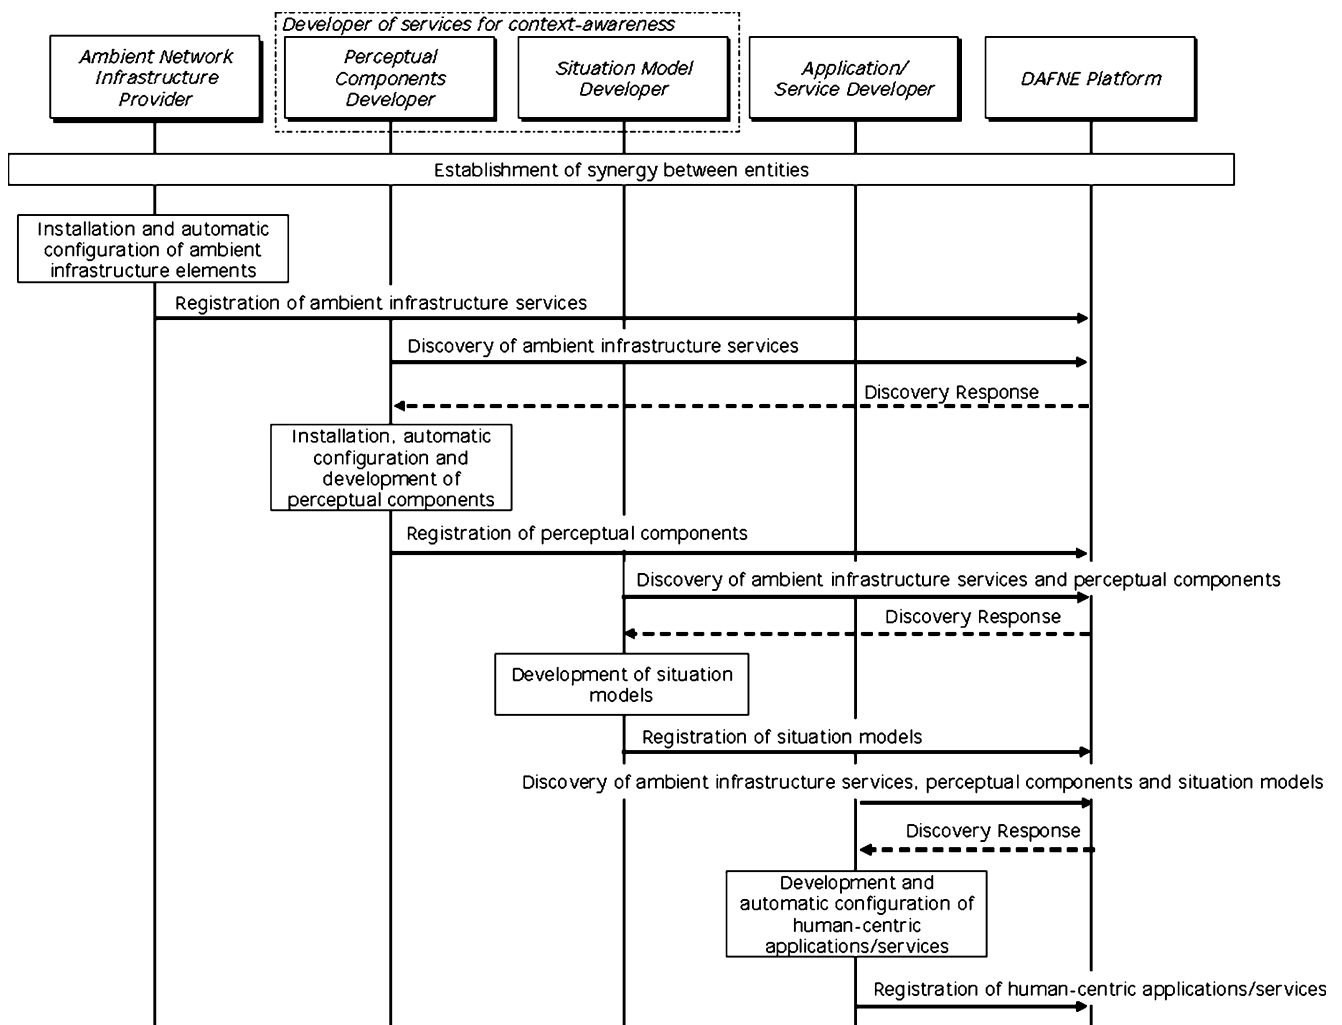 Developer of services for context-awareness
Ambient Network
Infrastructure
Provider
Perceptual
Components
Developer
Situation Model
Developer
Application/
Service Developer
DAFNE Platform
Establishment of synergy between entities
Installation and automatic
configuration of ambient
infrastructure elements
Registration of ambient infrastructure services
Discovery of ambient infrastructure services
Discovery Response
Installation, automatic
configuration and
development of
perceptual components
Registration of perceptual components
Discovery of ambient infrastructure services and perceptual components
Discovery Response
Development of situation
models
Registration of situation models
Discovery of ambient infrastructure services, perceptual components and situation models
Discovery Response
Development and
automatic configuration of
human-centric
applications/services
Registration of human-centric applications/services